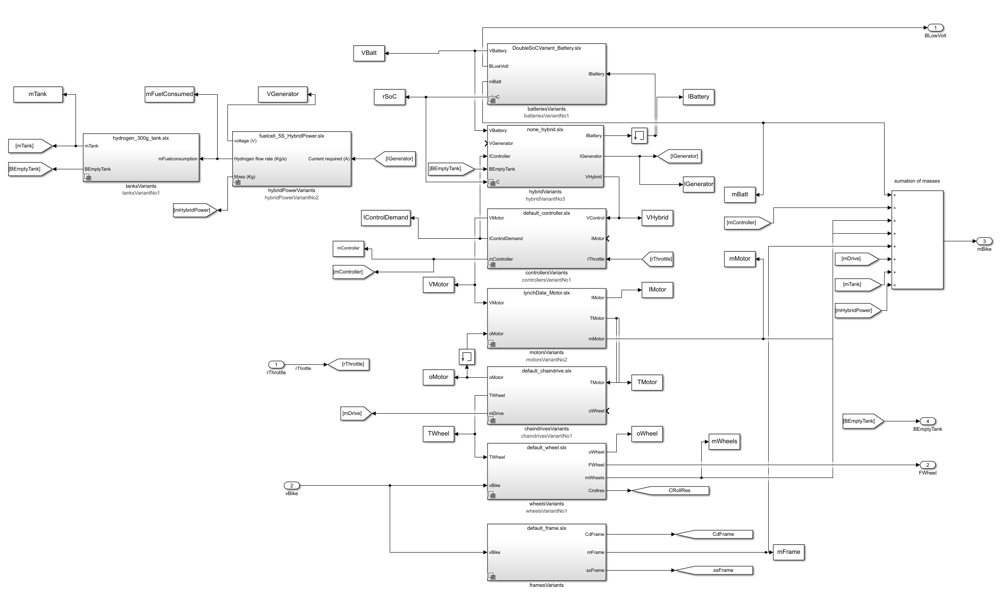 1
BLowVolt
VBatt
DoubleSoCVariant_Battery.slx
VBattery
BLowVolt
mBatt
IBattery
batteriesVariants
batteriesVariantNo1
rSoC
IBattery
mTank
mFuelConsumed
VGenerator
hydrogen_300g_tank.slx
mTank
mFuelconsumption
BEmptyTank
tanksVariants
tanksVariantNo1
[mTank]
[BEmptyTank]
fuelcell_5S_HybridPower.slx
voltage (V)
Hydrogen flow rate (Kg/s)
Current required (A)
Mass (Kg)
hybridPowerVariants
hybridPowerVariantNo2
[IGenerator]
[mHybridPower]
none_hybrid.slx
VBattery
VGenerator
IController
BEmptyTank
IBattery
IGenerator
VHybrid
hybridVariants
hybridVariantNo3
[BEmptyTank]
[IGenerator]
IGenerator
mBatt
sumation of masses
+
+
+
+
+
+
+
+
3
mBike
[mController]
[mDrive]
[mTank]
[mHybridPower]
IControlDemand
mController
[mController]
default_controller.slx
VMotor
IControlDemand
mController
VControl
IMotor
rThrottle
controllersVariants
controllersVariantNo1
VHybrid
[rThrottle]
mMotor
VMotor
lynchData_Motor.slx
VMotor
oMotor
IMotor
TMotor
mMotor
motorsVariants
motorsVariantNo2
IMotor
1
rThrottle
rThottle
[rThrottle]
oMotor
default_chaindrive.slx
oMotor
TWheel
mDrive
TMotor
oWheel
chaindrivesVariants
chaindrivesVariantNo1
TMotor
[mDrive]
TWheel
[BEmptyTank]
4
BEmptyTank
default_wheel.slx
TWheel
vBike
oWheel
FWheel
mWheels
Crollres
wheelsVariants
wheelsVariantNo1
oWheel
mWheels
2
FWheel
CRollRes
2
vBike
default_frame.slx
vBike
CdFrame
mFrame
ssFrame
framesVariants
CdFrame
mFrame
ssFrame